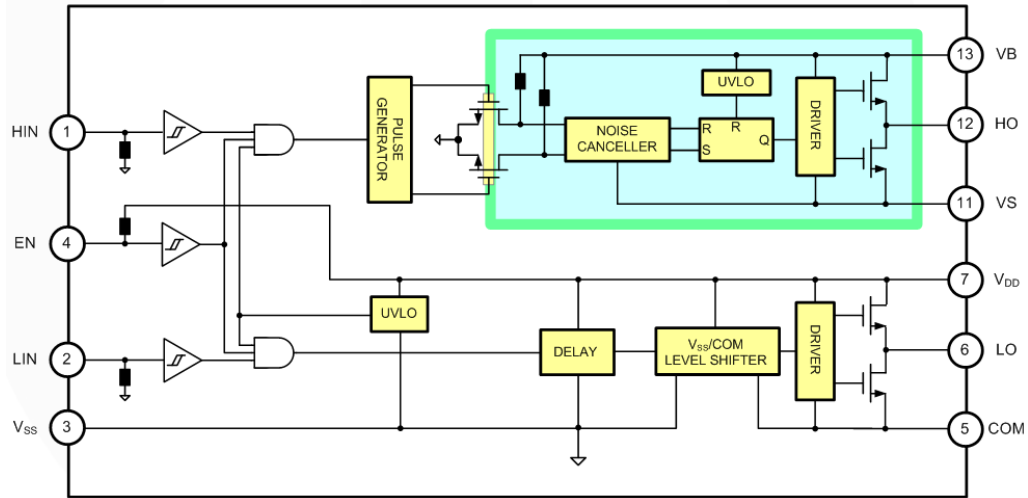 13 VB
UVLO
HIN 1
PULSE GENERATOR
NOISE
CANCELLER
R
S
R
Q
DRIVER
12 HO
11 VS
EN 4
7 VDD
UVLO
LIN 2
DELAY
VSS/COM
LEVEL SHIFTER
DRIVER
6 LO
VSS 3
5 COM